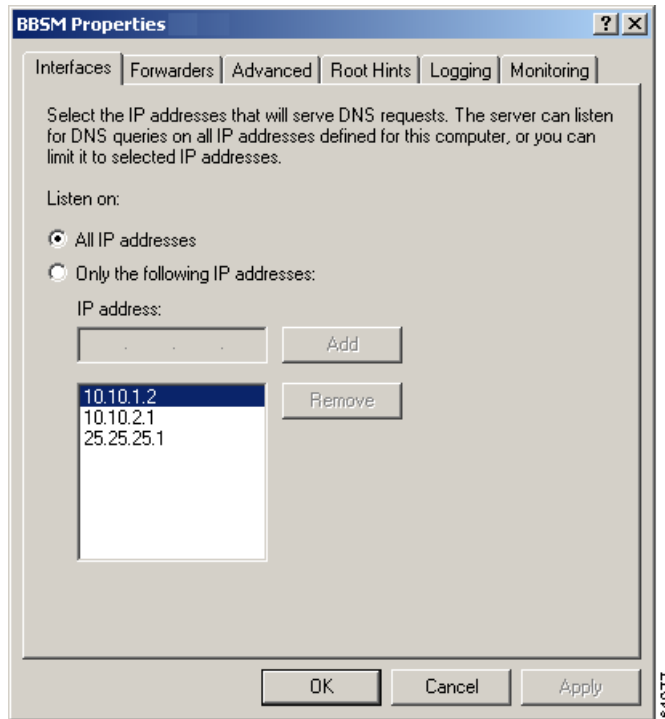 BBSM Properties
Interfaces Forwarders Advanced Root Hints Logging Monitoring
Select the IP addresses that will serve DNS requests. The server can listen
for DNS queries on all IP addresses defined for this computer, or you can
limit it to selected IP addresses.
Listen on:
All IP addresses
Only the following IP addresses:
IP address:
. . .
Add
10.10.1.2
10.10.2.1
25.25.25.1
Remove
OK Cancel Apply